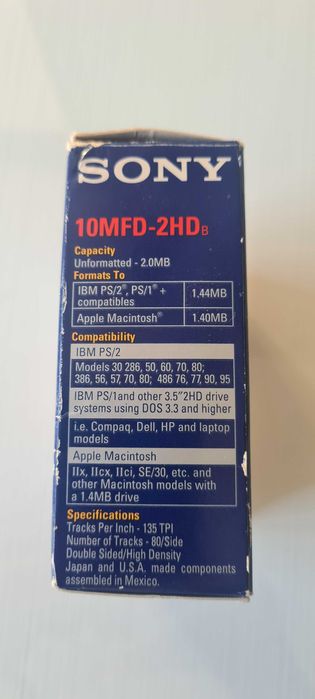 SONY
10MFD-2HDB
Capacity
Unformatted - 2.0MB
Formats To
IBM PS/2®, PS/1® + 1.44MB
compatibles
Apple Macintosh® 1.40MB
Compatibility
IBM PS/2
Models 30 286, 50, 60, 70, 80;
386, 56, 57, 70, 80; 486 76, 77, 90, 95
IBM PS/1and other 3.5"2HD drive
systems using DOS 3.3 and higher
i.e. Compaq, Dell, HP and laptop
models
Apple Macintosh
IIx, IIcx, IIci, SE/30, etc. and
other Macintosh models with
a 1.4MB drive
Specifications
Tracks Per Inch - 135 TPI
Number of Tracks - 80/Side
Double Sided/High Density
Japan and U.S.A. made components
assembled in Mexico.